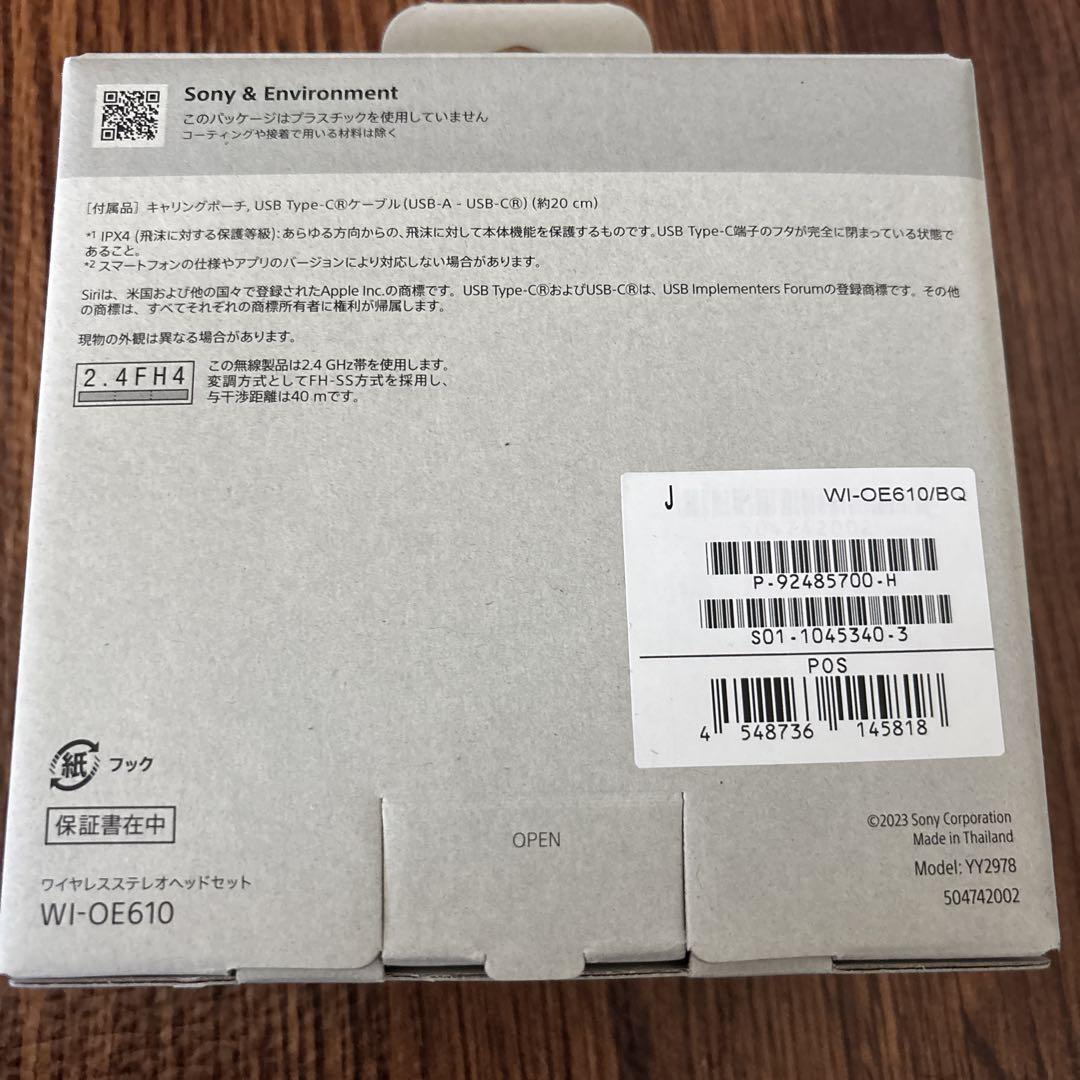 Sony & Environment
このパッケージはプラスチックを使用していません
コーティングや接着で用いる材料は除く
［付属品］キャリングポーチ, USB Type-C®ケーブル(USB-A - USB-C®) (約20 cm)
*1 IPX4 (飛沫に対する保護等級):あらゆる方向からの、飛沫に対して本体機能を保護するものです。USB Type-C端子のフタが完全に閉まっている状態で
あること。
*2 スマートフォンの仕様やアプリのバージョンにより対応しない場合があります。
Siriは、米国および他の国々で登録されたApple Inc.の商標です。USB Type-C®およびUSB-C®は、USB Implementers Forumの登録商標です。その他
の商標は、すべてそれぞれの商標所有者に権利が帰属します。
現物の外観は異なる場合があります。
2.4FH4
この無線製品は2.4 GHz帯を使用します。
変調方式としてFH-SS方式を採用し、
与干渉距離は40 mです。
J
WI-OE610/BQ
P-92485700-H
S01-1045340-3
POS
4 548736 145818
紙 フック
保証書在中
ワイヤレスステレオヘッドセット
WI-OE610
OPEN
©2023 Sony Corporation
Made in Thailand
Model: YY2978
504742002